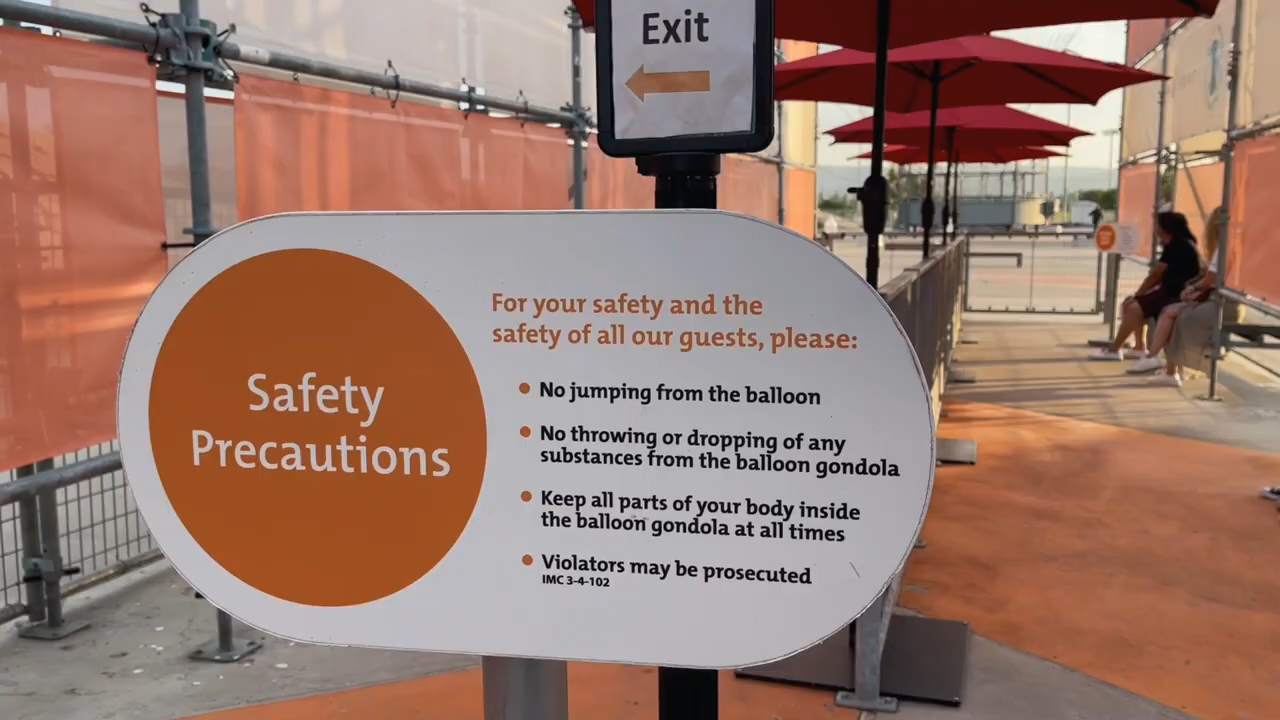 Exit
Safety
Precautions
For your safety and the
safety of all our guests, please:
No jumping from the balloon
No throwing or dropping of any
substances from the balloon gondola
Keep all parts of your body inside
the balloon gondola at all times
Violators may be prosecuted
IMC 3-4-102